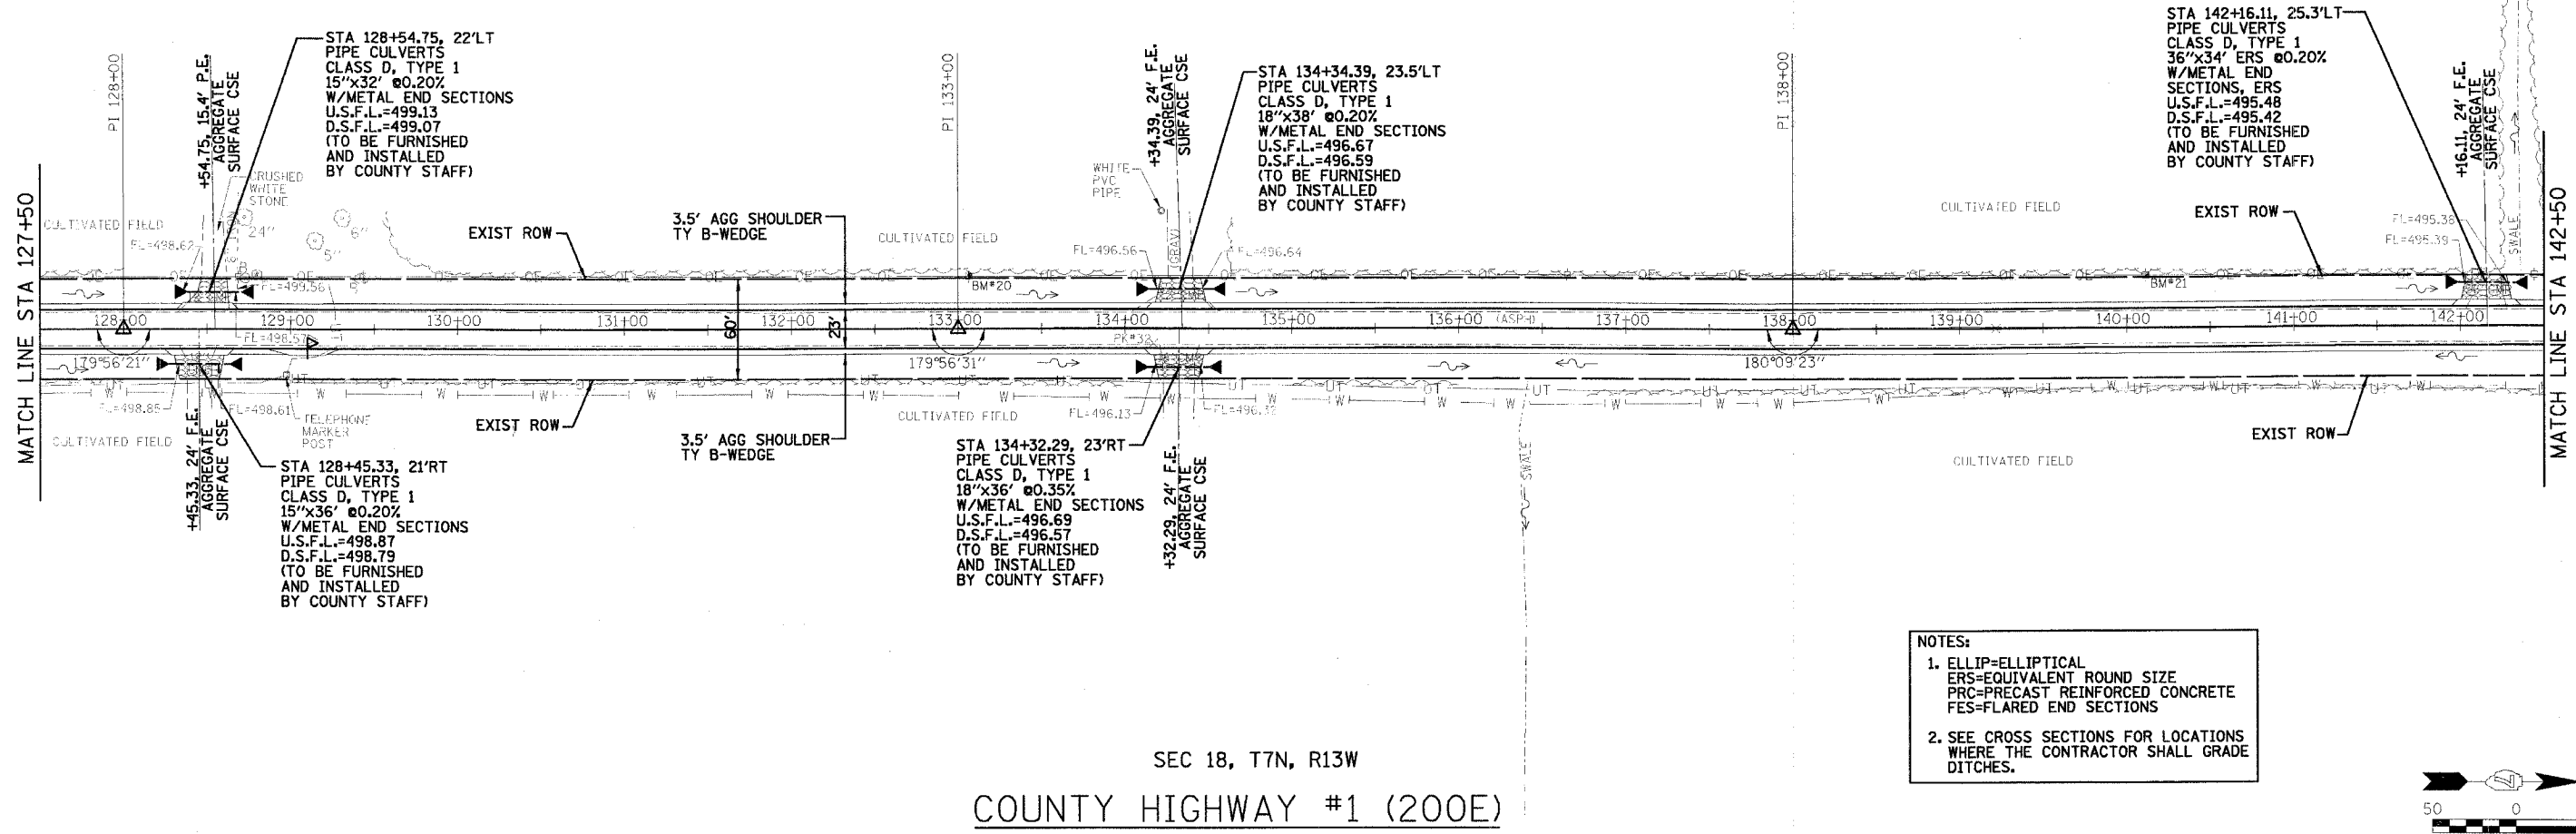 STA 128+54.75, 22'LT
PIPE CULVERTS
CLASS D, TYPE 1
15"x32' @0.20%
W/METAL END SECTIONS
U.S.F.L.=499.13
D.S.F.L.=499.07
(TO BE FURNISHED
AND INSTALLED
BY COUNTY STAFF)
PI 128+00
+54.75, 15.4' P.E.
AGGREGATE
SURFACE CSE
CRUSHED
WHITE
STONE
24"
5"
6"
CULTIVATED FIELD
FL=498.62
FL=499.56
FL=498.57
MATCH LINE STA 127+50
EXIST ROW
3.5' AGG SHOULDER
TY B-WEDGE
PI 133+00
CULTIVATED FIELD
BM#20
WHITE
PVC
PIPE
+34.39, 24' F.E.
AGGREGATE
SURFACE CSE
(GRAV)
FL=496.56
FL=496.64
STA 134+34.39, 23.5'LT
PIPE CULVERTS
CLASS D, TYPE 1
18"x38' @0.20%
W/METAL END SECTIONS
U.S.F.L.=496.67
D.S.F.L.=496.59
(TO BE FURNISHED
AND INSTALLED
BY COUNTY STAFF)
PI 138+00
CULTIVATED FIELD
STA 142+16.11, 25.3'LT
PIPE CULVERTS
CLASS D, TYPE 1
36"x34' ERS @0.20%
W/METAL END
SECTIONS, ERS
U.S.F.L.=495.48
D.S.F.L.=495.42
(TO BE FURNISHED
AND INSTALLED
BY COUNTY STAFF)
EXIST ROW
BM#21
+16.11, 24' F.E.
AGGREGATE
SURFACE CSE
FL=495.38
FL=495.39
SWALE
MATCH LINE STA 142+50
128+00 129+00 130+00 131+00 132+00 133+00 134+00 135+00 136+00 (ASPH) 137+00 138+00 139+00 140+00 141+00 142+00
60'
23'
179°56'21"
179°56'31"
PK#32
180°09'23"
FL=498.85
FL=498.61
TELEPHONE
MARKER
POST
CULTIVATED FIELD
+45.33, 24' F.E.
AGGREGATE
SURFACE CSE
STA 128+45.33, 21'RT
PIPE CULVERTS
CLASS D, TYPE 1
15"x36' @0.20%
W/METAL END SECTIONS
U.S.F.L.=498.87
D.S.F.L.=498.79
(TO BE FURNISHED
AND INSTALLED
BY COUNTY STAFF)
EXIST ROW
3.5' AGG SHOULDER
TY B-WEDGE
CULTIVATED FIELD
FL=496.13
STA 134+32.29, 23'RT
PIPE CULVERTS
CLASS D, TYPE 1
18"x36' @0.35%
W/METAL END SECTIONS
U.S.F.L.=496.69
D.S.F.L.=496.57
(TO BE FURNISHED
AND INSTALLED
BY COUNTY STAFF)
+32.29, 24' F.E.
AGGREGATE
SURFACE CSE
SWALE
CULTIVATED FIELD
EXIST ROW
NOTES:
1. ELLIP=ELLIPTICAL
ERS=EQUIVALENT ROUND SIZE
PRC=PRECAST REINFORCED CONCRETE
FES=FLARED END SECTIONS
2. SEE CROSS SECTIONS FOR LOCATIONS
WHERE THE CONTRACTOR SHALL GRADE
DITCHES.
SEC 18, T7N, R13W
COUNTY HIGHWAY #1 (200E)
50 0